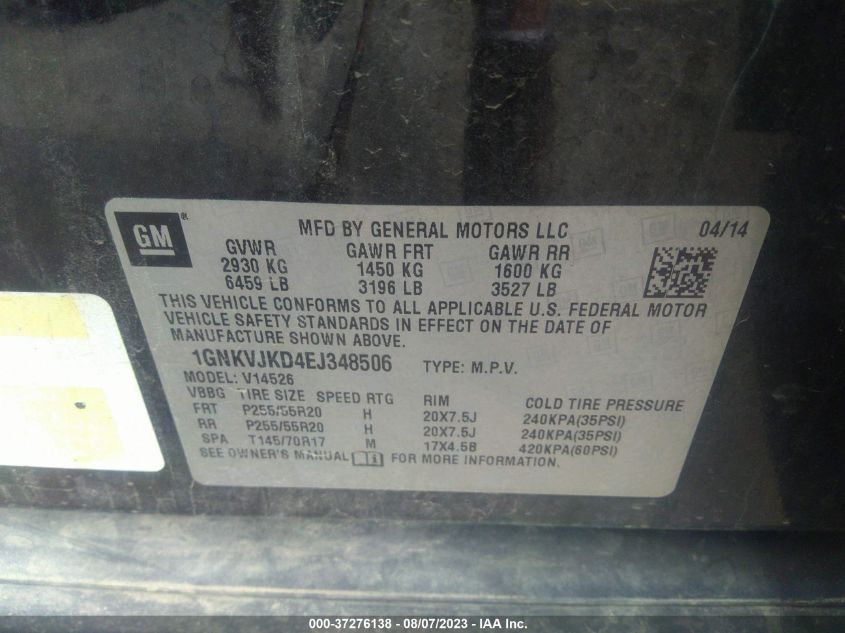 GM ®
MFD BY GENERAL MOTORS LLC 04/14
GVWR GAWR FRT GAWR RR
2930 KG 1450 KG 1600 KG
6459 LB 3196 LB 3527 LB
THIS VEHICLE CONFORMS TO ALL APPLICABLE U.S. FEDERAL MOTOR
VEHICLE SAFETY STANDARDS IN EFFECT ON THE DATE OF
MANUFACTURE SHOWN ABOVE.
1GNKVJKD4EJ348506 TYPE: M.P.V.
MODEL: V14526
VBBG TIRE SIZE SPEED RTG RIM COLD TIRE PRESSURE
FRT P255/55R20 H 20X7.5J 240KPA(35PSI)
RR P255/55R20 H 20X7.5J 240KPA(35PSI)
SPA T145/70R17 M 17X4.5B 420KPA(60PSI)
SEE OWNER'S MANUAL FOR MORE INFORMATION.
000-37276138 - 08/07/2023 - IAA Inc.